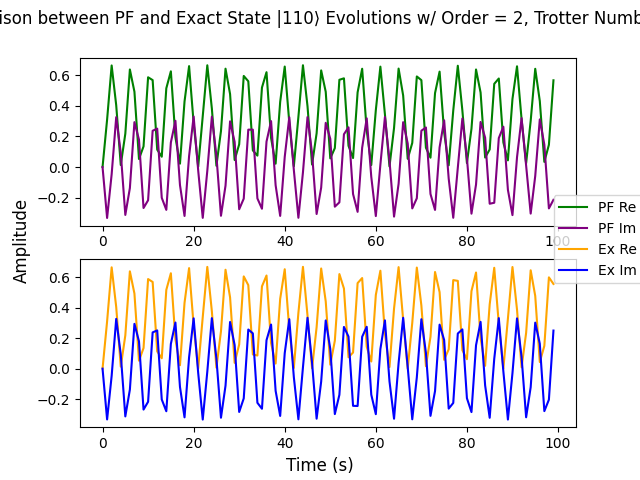 ison between PF and Exact State |110⟩ Evolutions w/ Order = 2, Trotter Numb
0.6
0.4
0.2
0.0
−0.2
0 20 40 60 80 100
PF Re
PF Im
Ex Re
Ex Im
Amplitude
0.6
0.4
0.2
0.0
−0.2
0 20 40 60 80 100
Time (s)